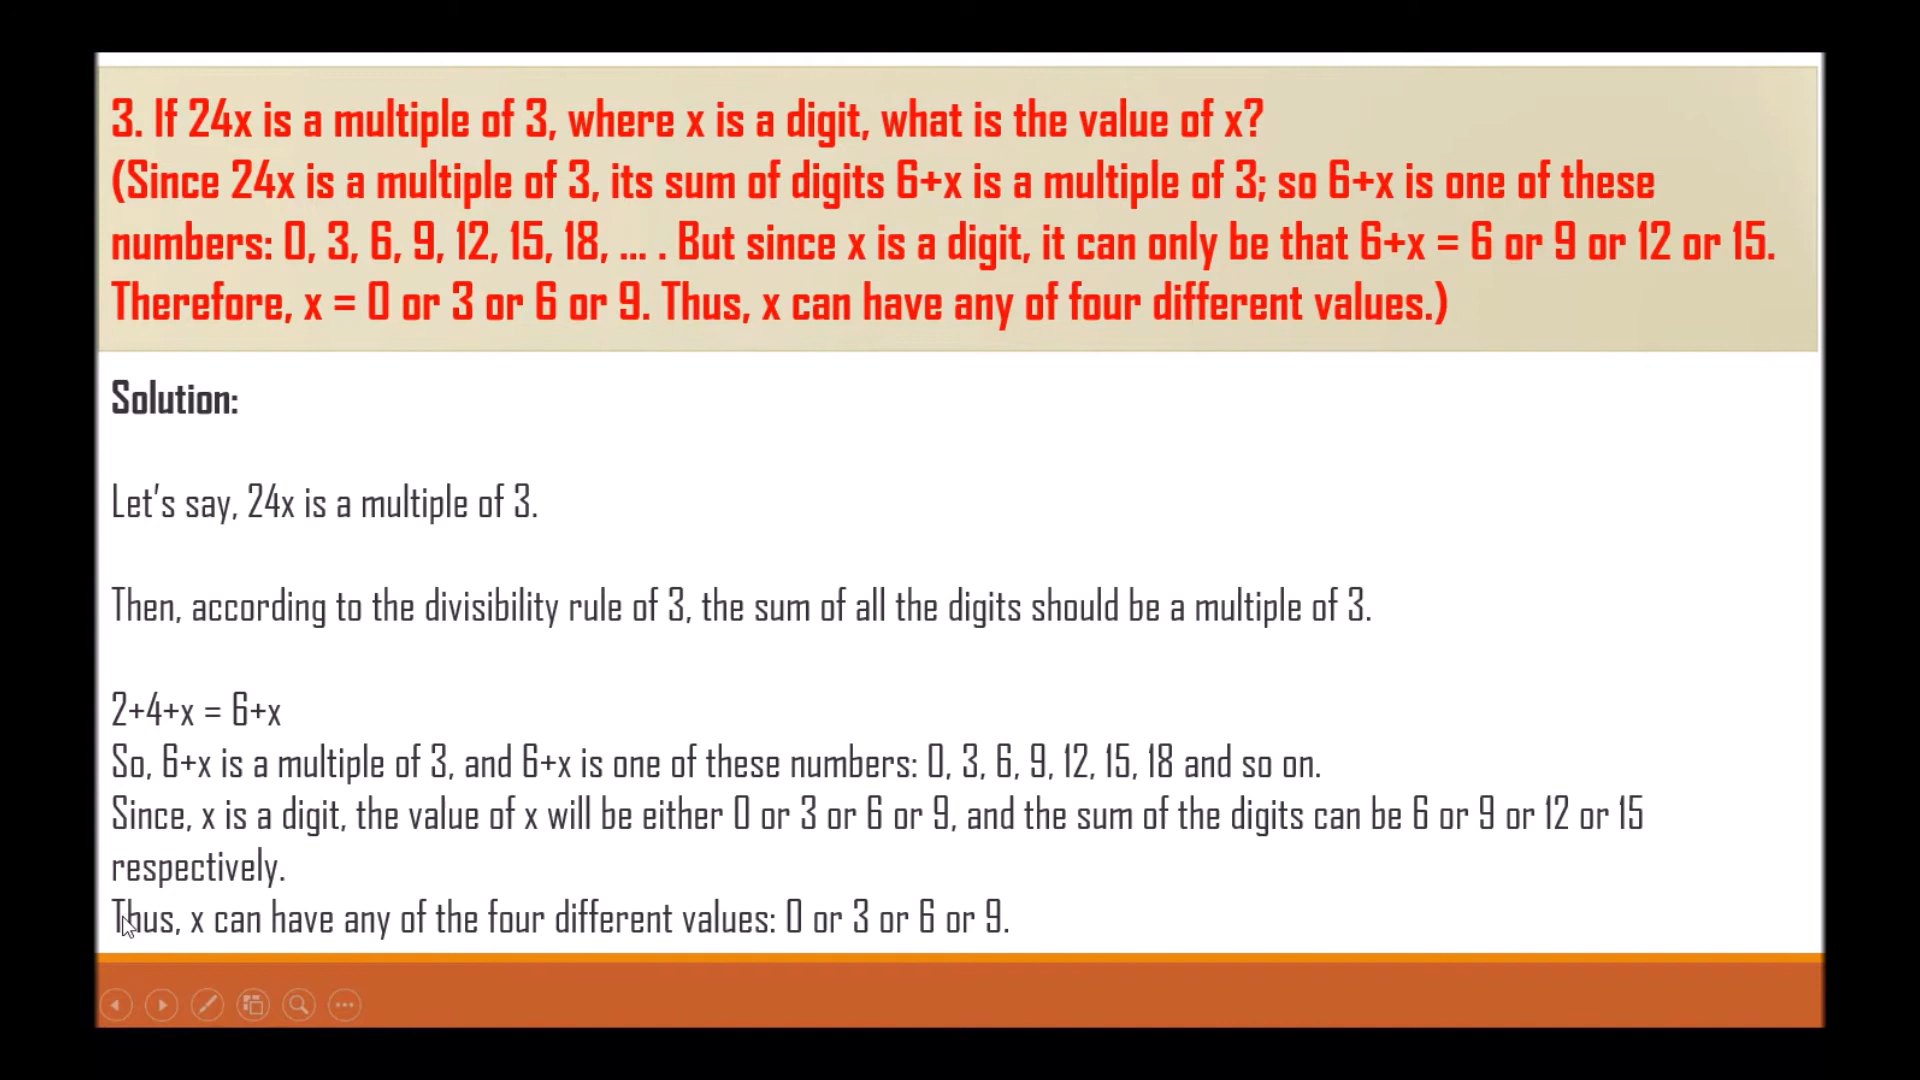 3. If 24x is a multiple of 3, where x is a digit, what is the value of x?
(Since 24x is a multiple of 3, its sum of digits 6+x is a multiple of 3; so 6+x is one of these
numbers: 0, 3, 6, 9, 12, 15, 18, ... . But since x is a digit, it can only be that 6+x = 6 or 9 or 12 or 15.
Therefore, x = 0 or 3 or 6 or 9. Thus, x can have any of four different values.)
Solution:
Let's say, 24x is a multiple of 3.
Then, according to the divisibility rule of 3, the sum of all the digits should be a multiple of 3.
2+4+x = 6+x
So, 6+x is a multiple of 3, and 6+x is one of these numbers: 0, 3, 6, 9, 12, 15, 18 and so on.
Since, x is a digit, the value of x will be either 0 or 3 or 6 or 9, and the sum of the digits can be 6 or 9 or 12 or 15
respectively.
Thus, x can have any of the four different values: 0 or 3 or 6 or 9.